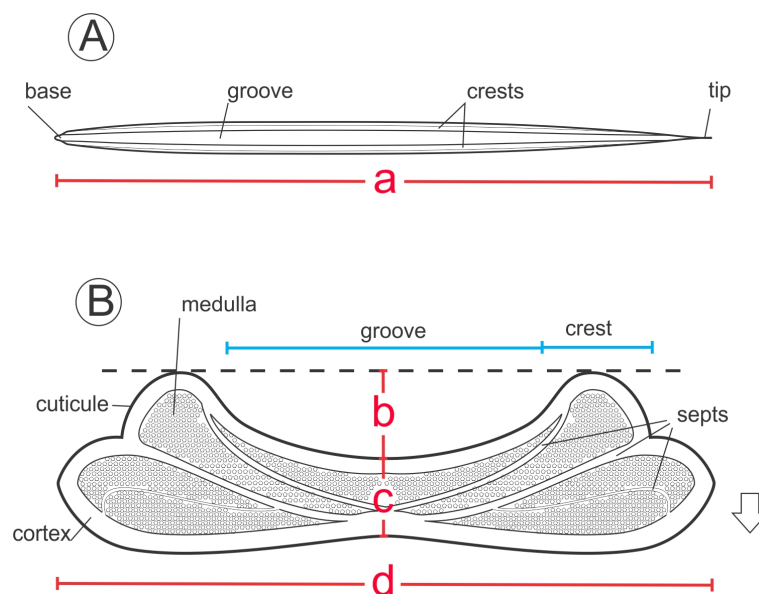 A
base
groove
crests
tip
a
B
medulla
groove
crest
cuticule
b
septs
c
cortex
d